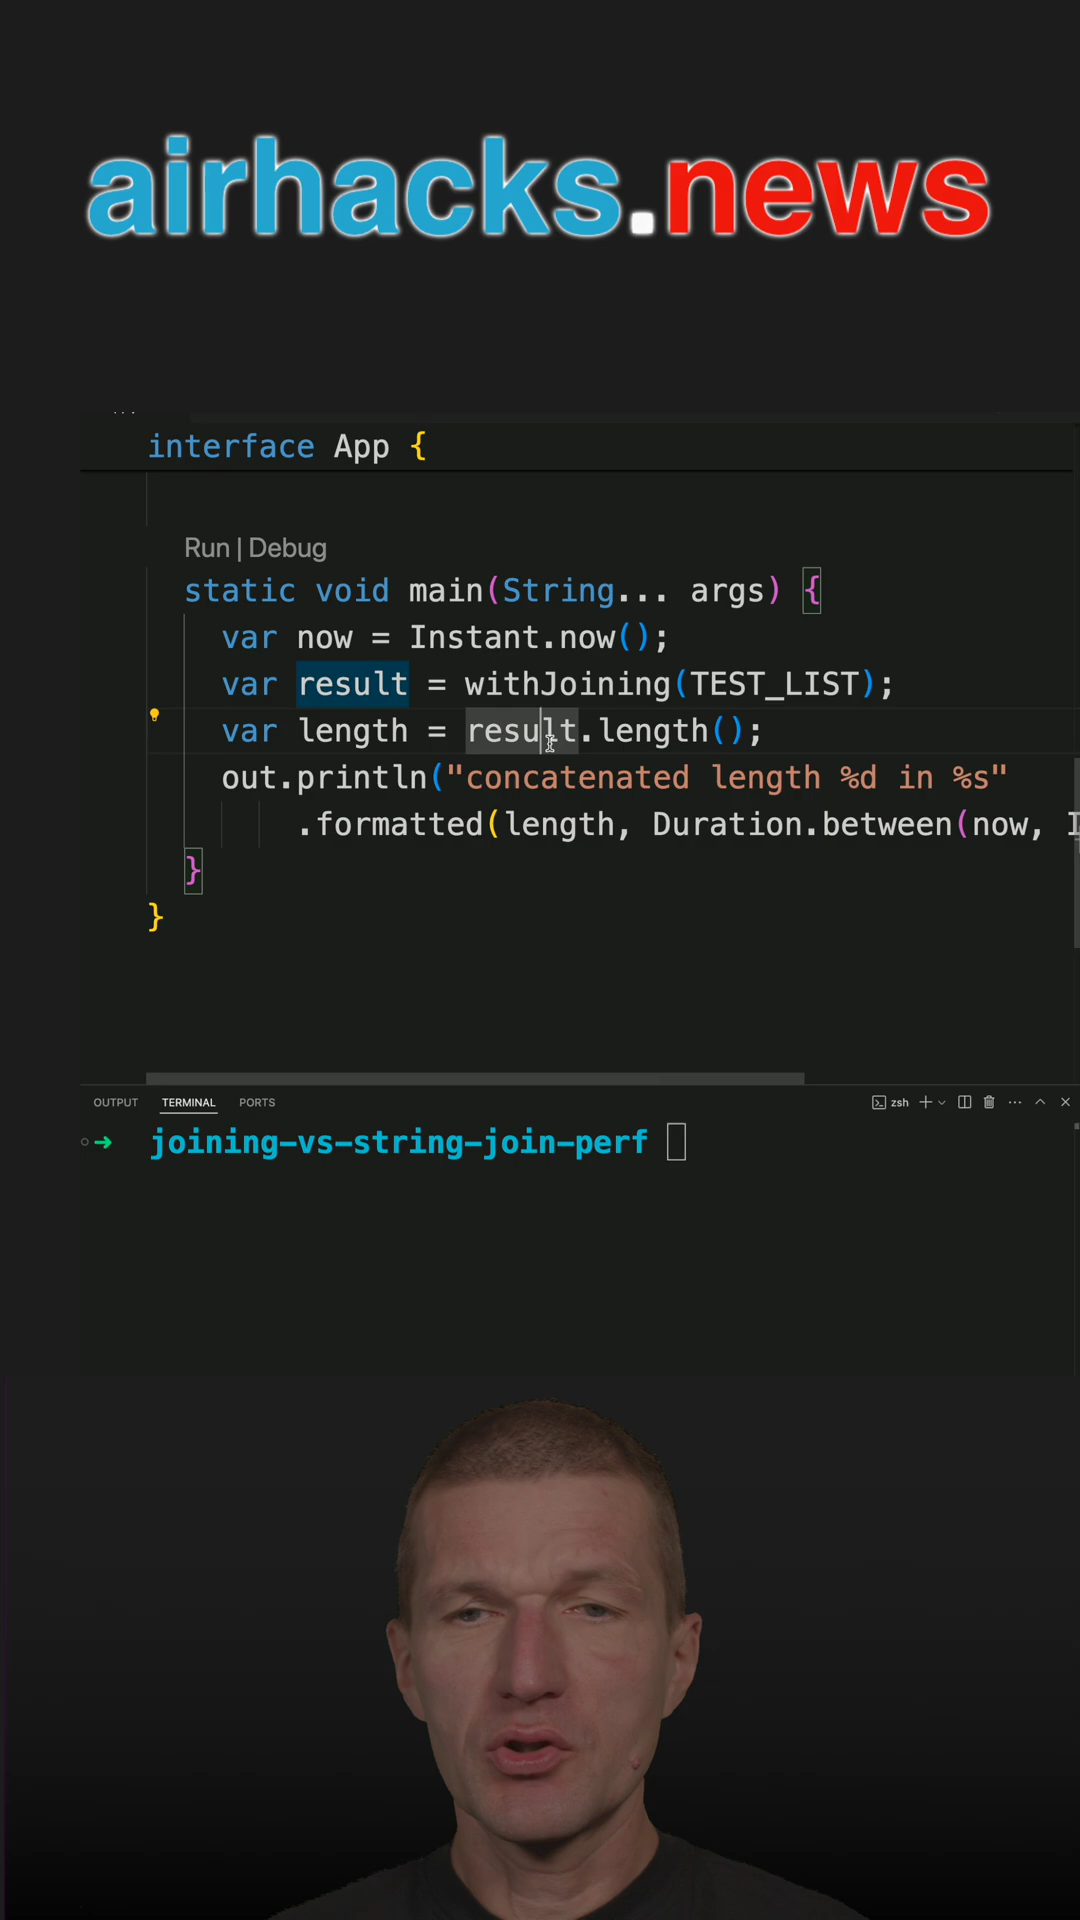 airhacks.news
interface App {
Run | Debug
static void main(String... args) {
var now = Instant.now();
var result = withJoining(TEST_LIST);
var length = result.length();
out.println("concatenated length %d in %s"
.formatted(length, Duration.between(now, I
}
}
OUTPUT TERMINAL PORTS zsh
joining-vs-string-join-perf